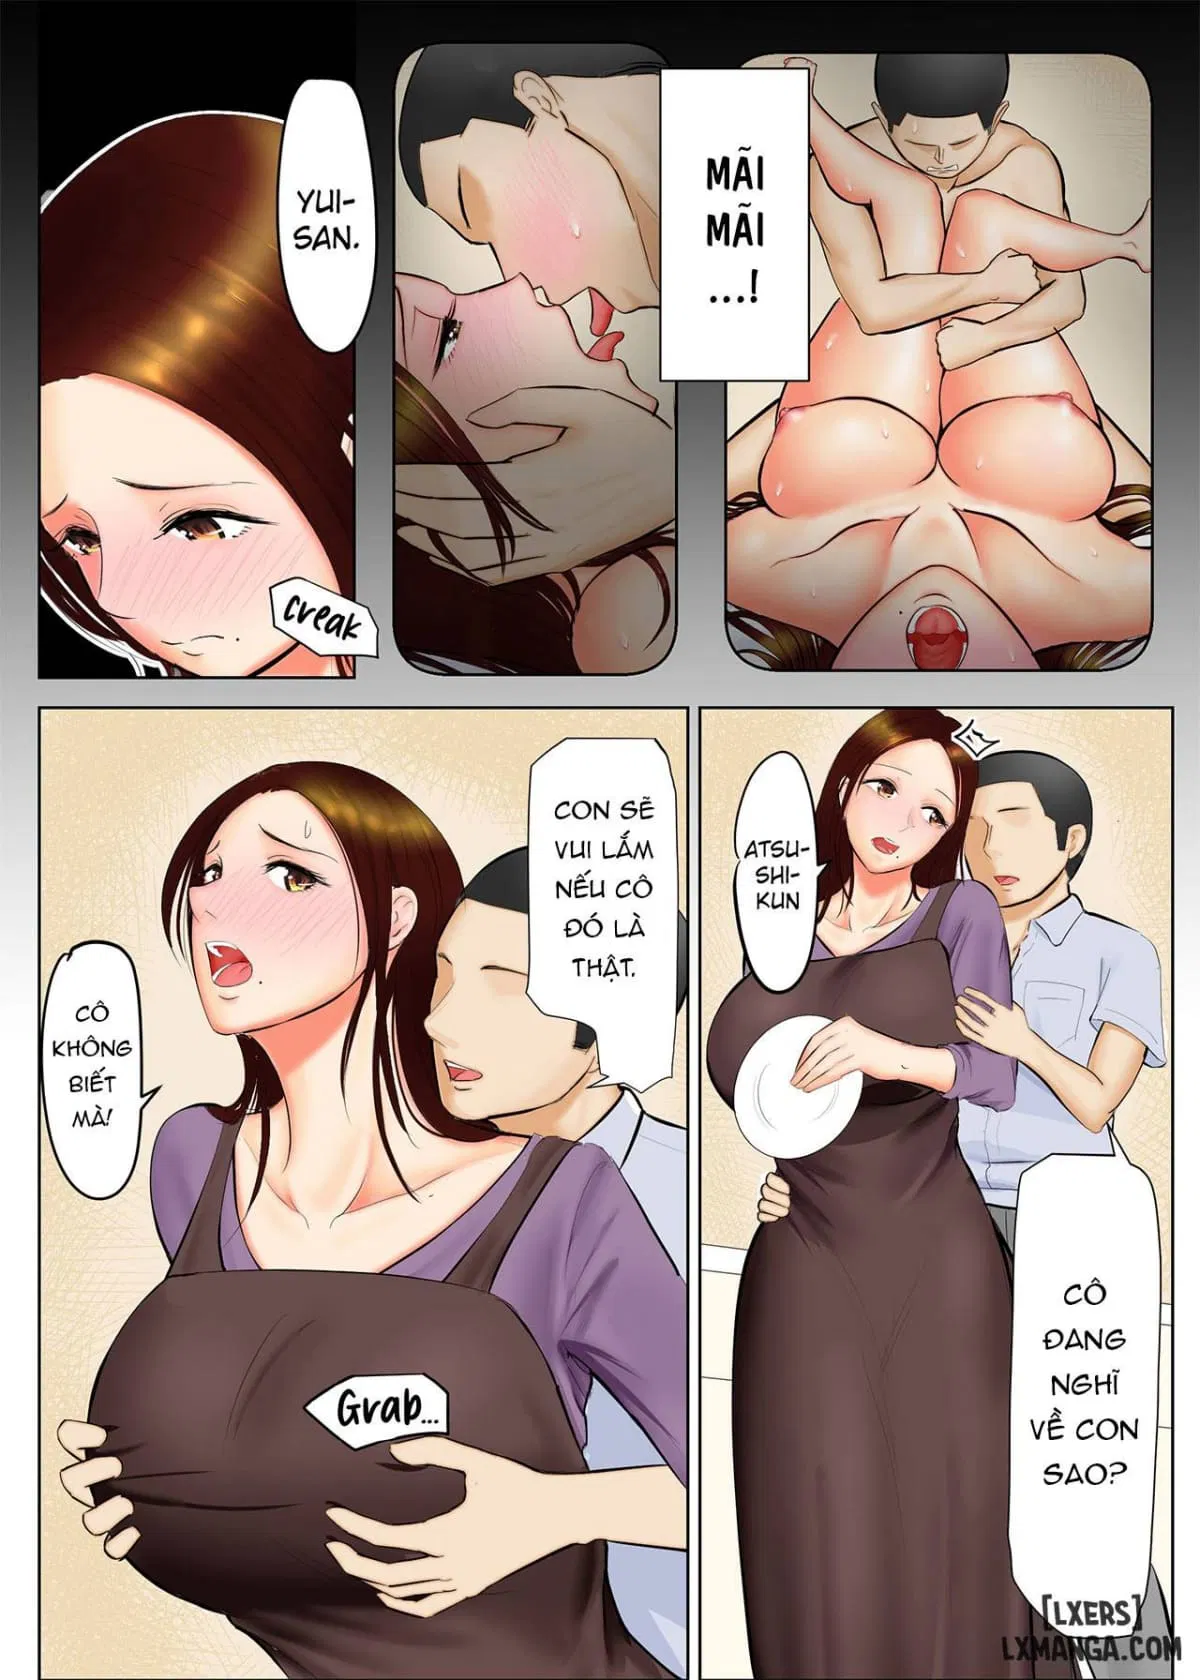 MÃI
MÃI
...!
YUI-
SAN.
Creak
ATSU-
SHI-
KUN
CÔ
ĐANG
NGHĨ
VỀ CON
SAO?
CON SẼ
VUI LẮM
NẾU CÔ
ĐÓ LÀ
THẬT.
CÔ
KHÔNG
BIẾT
MÀ!
Grab...
[LXERS]
LXMANGA.COM